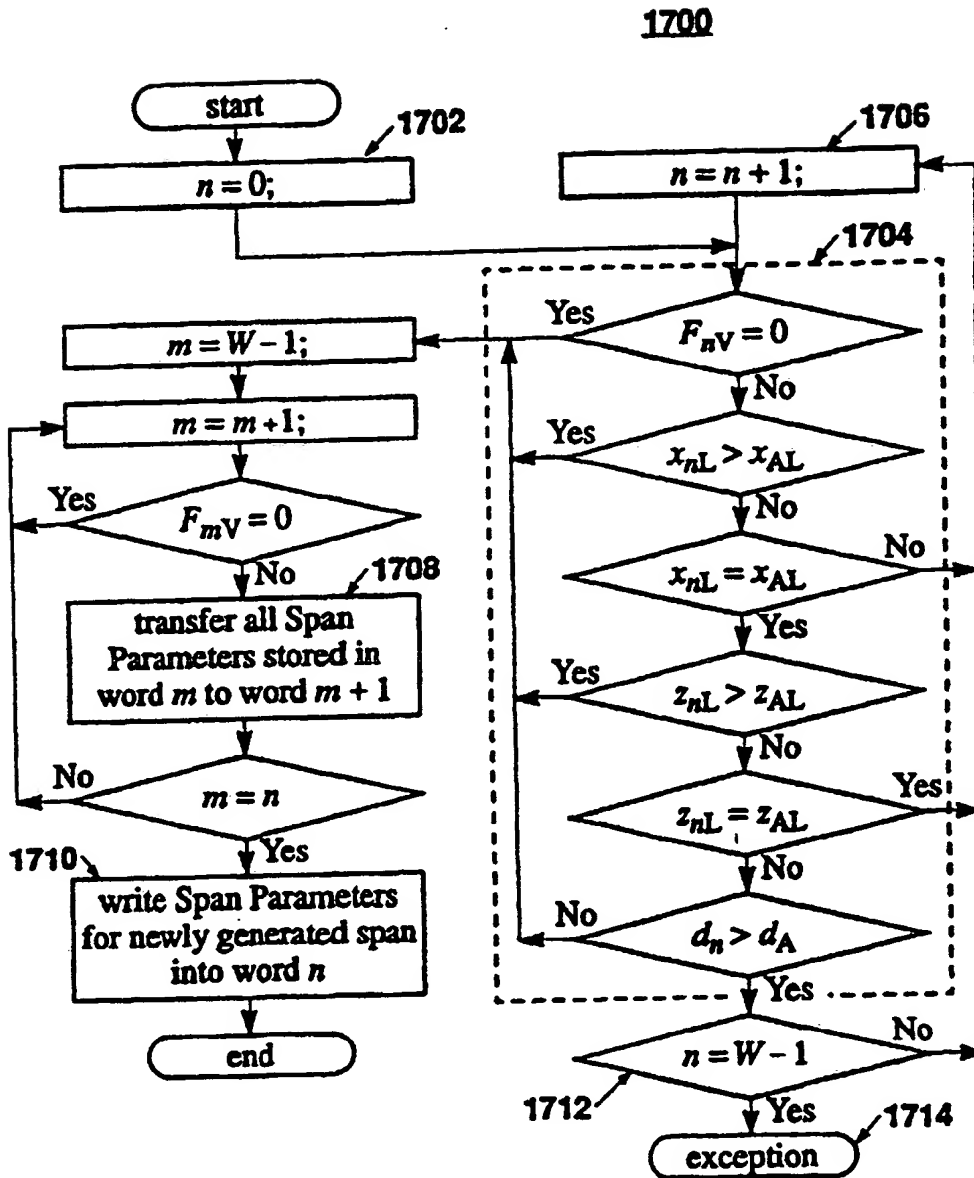 1700
start
1702
n = 0;
1706
n = n + 1;
1704
Yes
F_nV = 0
No
m = W – 1;
m = m + 1;
Yes
x_nL > x_AL
No
Yes
F_mV = 0
No
x_nL = x_AL
No
Yes
1708
transfer all Span
Parameters stored in
word m to word m + 1
Yes
z_nL > z_AL
No
No
m = n
Yes
z_nL = z_AL
Yes
No
1710
write Span Parameters
for newly generated span
into word n
No
d_n > d_A
Yes
end
n = W – 1
No
1712
Yes
1714
exception